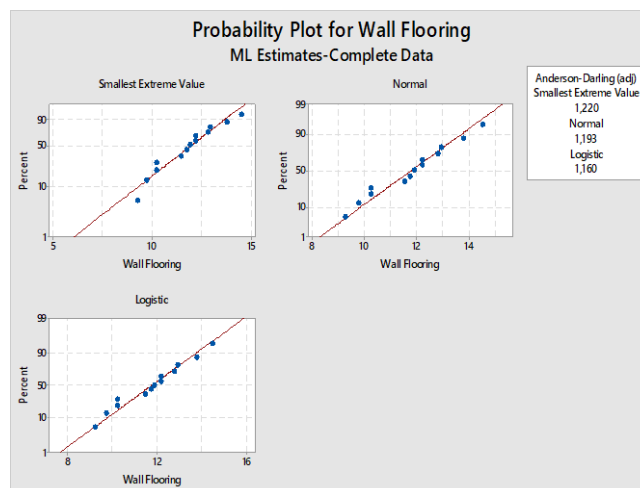 Probability Plot for Wall Flooring
ML Estimates-Complete Data
Smallest Extreme Value
90
50
10
1
Percent
5
10
15
Wall Flooring
Normal
99
90
50
10
1
Percent
8
10
12
14
Wall Flooring
Anderson-Darling (adj)
Smallest Extreme Value
1,220
Normal
1,193
Logistic
1,160
Logistic
99
90
50
10
1
Percent
8
12
16
Wall Flooring